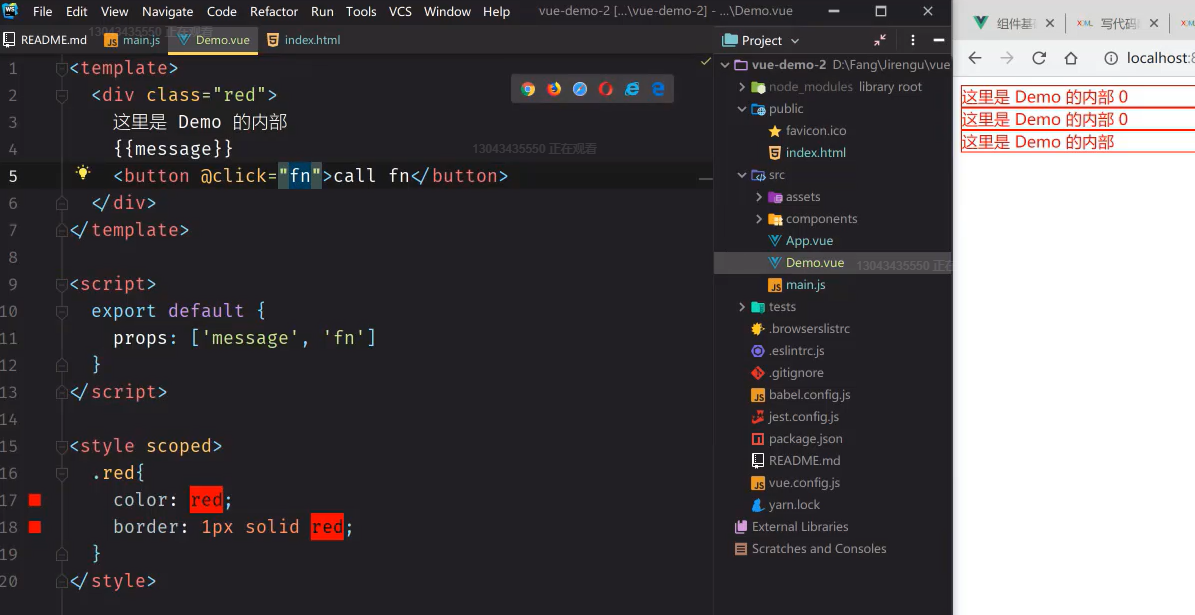 File Edit View Navigate Code Refactor Run Tools VCS Window Help vue-demo-2 [...\vue-demo-2] - ...\Demo.vue
README.md main.js Demo.vue index.html
13043435550 正在观看
1 <template>
2 <div class="red">
3 这里是 Demo 的内部
4 {{message}}
13043435550 正在观看
5 <button @click="fn">call fn</button>
6 </div>
7 </template>
8
9 <script>
10 export default {
11 props: ['message', 'fn']
12 }
13 </script>
14
15 <style scoped>
16 .red{
17 color: red;
18 border: 1px solid red;
19 }
20 </style>
Project
vue-demo-2 D:\Fang\Jirengu\vue
node_modules library root
public
favicon.ico
index.html
src
assets
components
App.vue
Demo.vue
13043435550 正在
main.js
tests
.browserslistrc
.eslintrc.js
.gitignore
babel.config.js
jest.config.js
package.json
README.md
vue.config.js
yarn.lock
External Libraries
Scratches and Consoles
组件基 写代码
localhost:8
这里是 Demo 的内部 0
这里是 Demo 的内部 0
这里是 Demo 的内部